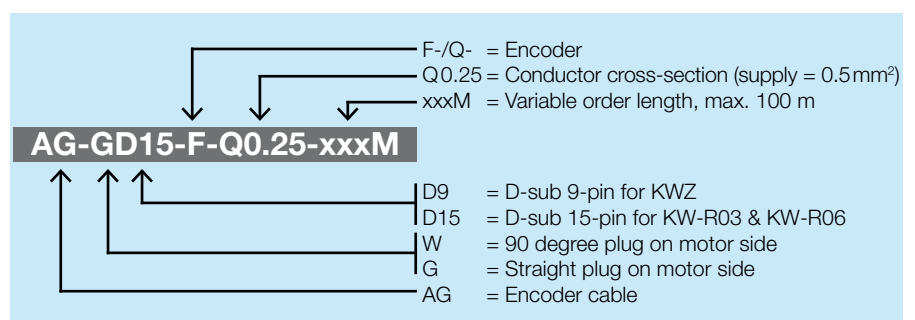 F-/Q- = Encoder
Q0.25 = Conductor cross-section (supply = 0.5mm²)
xxxM = Variable order length, max. 100 m
AG-GD15-F-Q0.25-xxxM
D9 = D-sub 9-pin for KWZ
D15 = D-sub 15-pin for KW-R03 & KW-R06
W = 90 degree plug on motor side
G = Straight plug on motor side
AG = Encoder cable